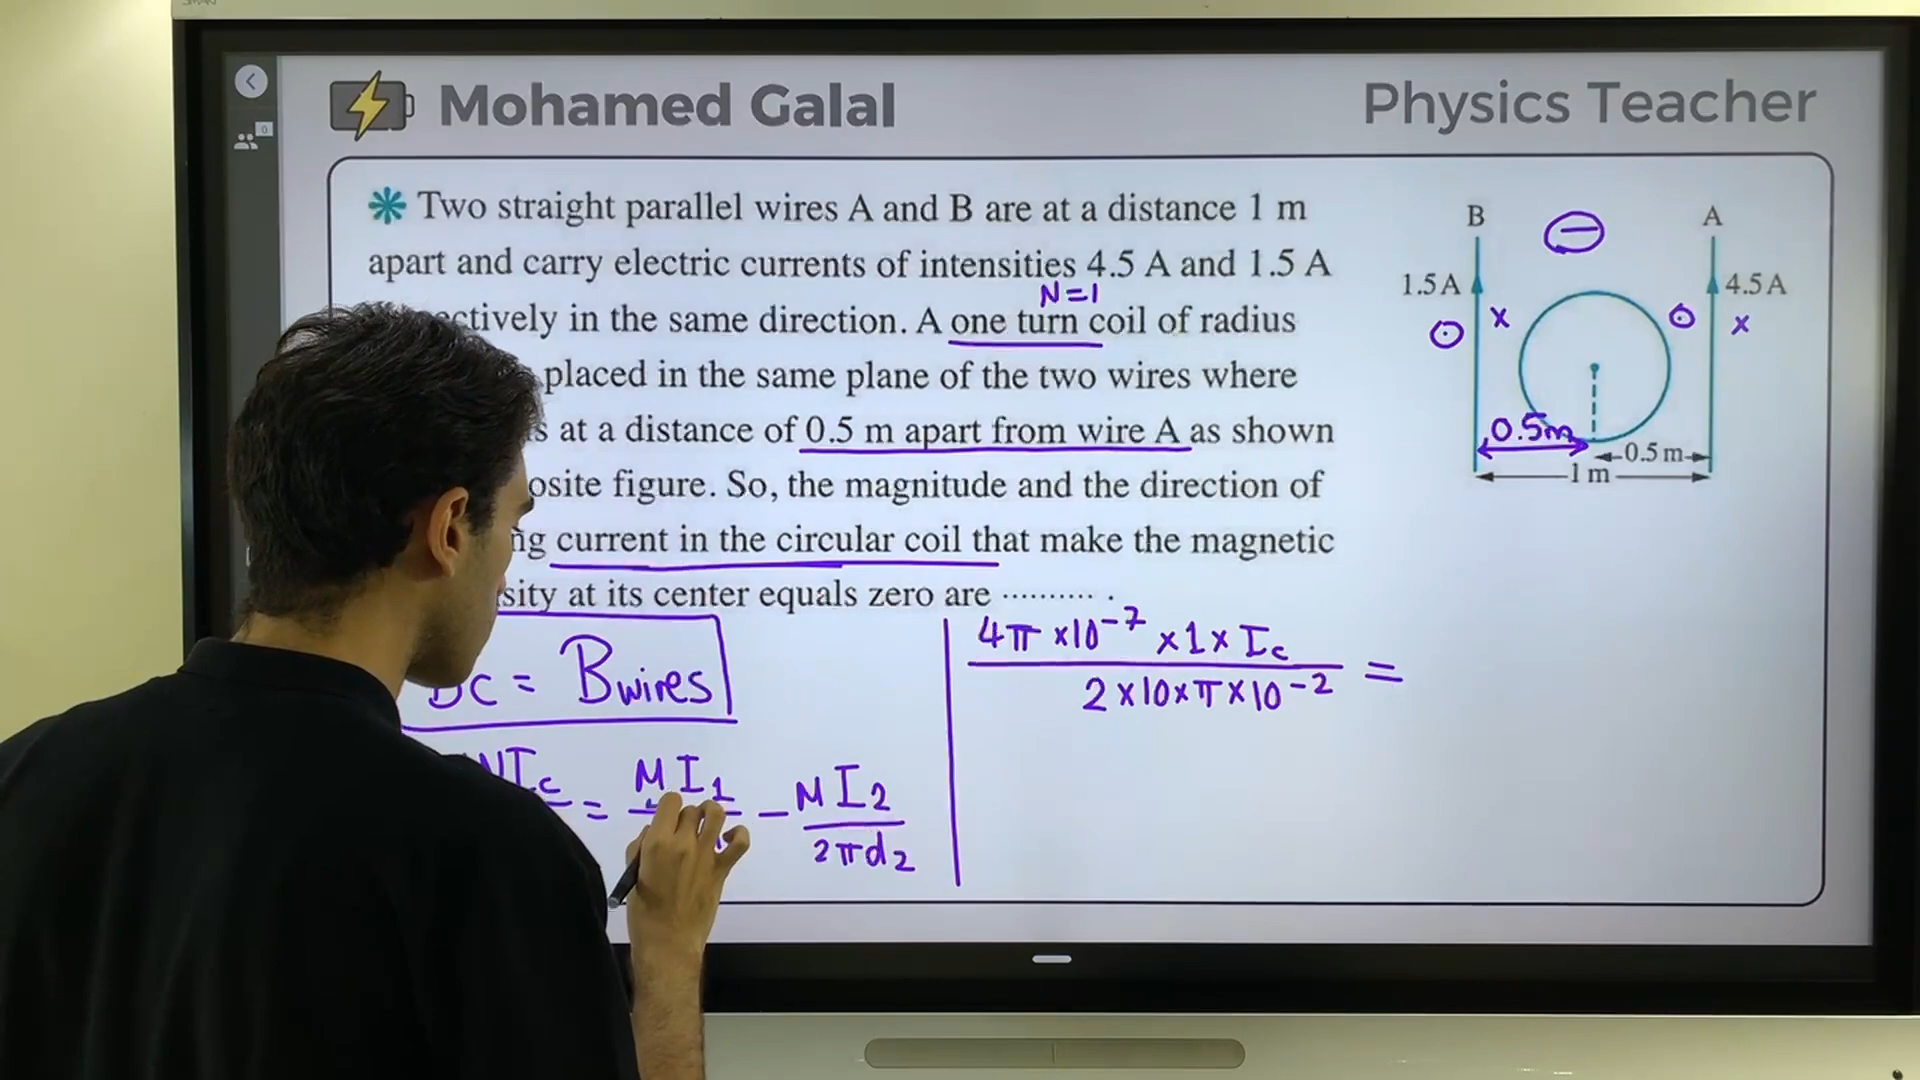 Mohamed Galal
Physics Teacher
Two straight parallel wires A and B are at a distance 1 m
apart and carry electric currents of intensities 4.5 A and 1.5 A
N=1
ectively in the same direction. A one turn coil of radius
placed in the same plane of the two wires where
s at a distance of 0.5 m apart from wire A as shown
osite figure. So, the magnitude and the direction of
ng current in the circular coil that make the magnetic
sity at its center equals zero are .......... .
B
A
1.5 A
4.5 A
x
x
0.5m
0.5 m
1 m
BC = Bwires
NIc = MI1 - MI2
2πd2
4π ×10⁻⁷ ×1× Ic =
2×10×π×10⁻²